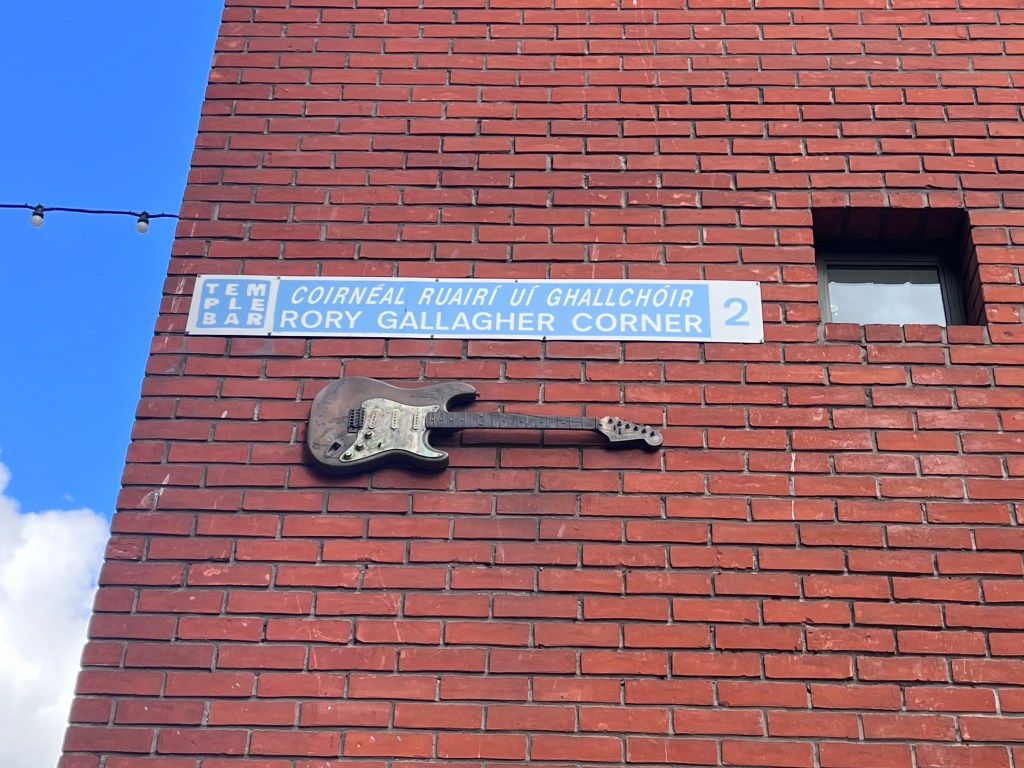 TEM
PLE
BAR
COIRNÉAL RUAIRÍ UÍ GHALLCHÓIR
RORY GALLAGHER CORNER
2